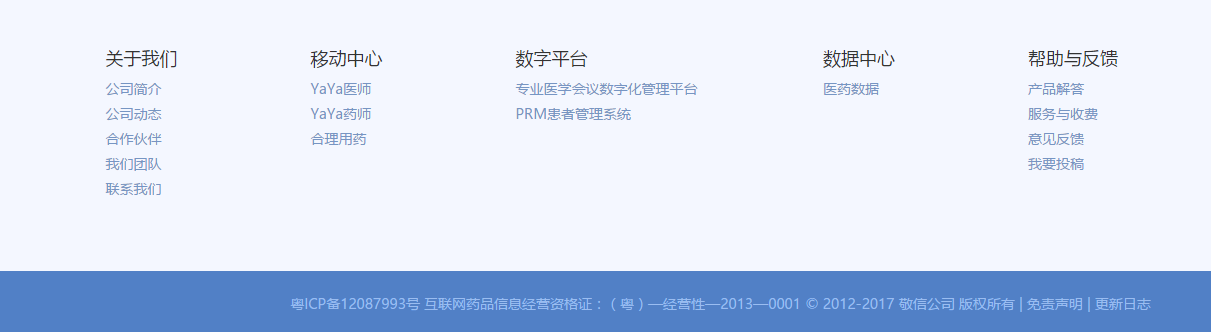 关于我们
公司简介
公司动态
合作伙伴
我们团队
联系我们
移动中心
YaYa医师
YaYa药师
合理用药
数字平台
专业医学会议数字化管理平台
PRM患者管理系统
数据中心
医药数据
帮助与反馈
产品解答
服务与收费
意见反馈
我要投稿
粤ICP备12087993号 互联网药品信息经营资格证：（粤）—经营性—2013—0001 © 2012-2017 敬信公司 版权所有 | 免责声明 | 更新日志